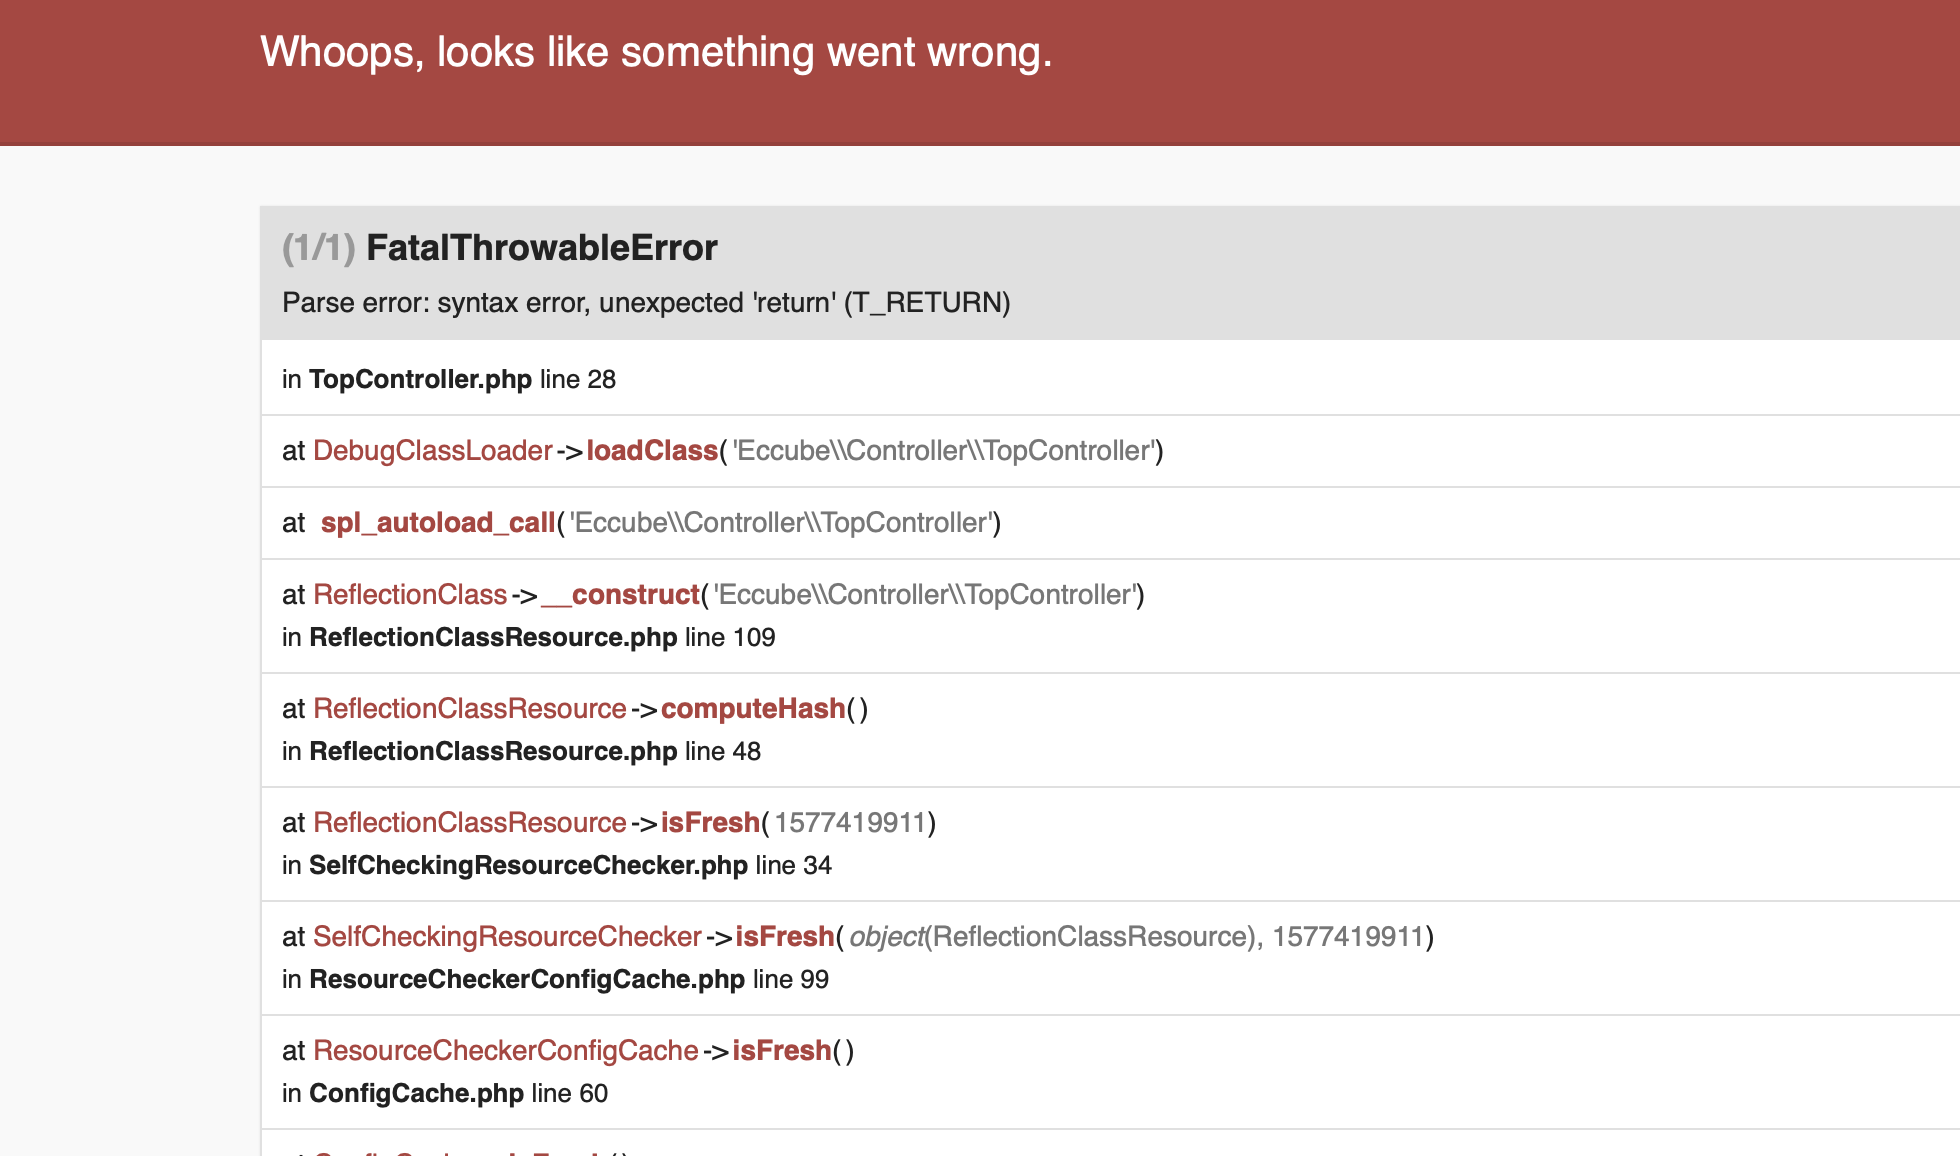 Whoops, looks like something went wrong.
(1/1) FatalThrowableError
Parse error: syntax error, unexpected 'return' (T_RETURN)
in TopController.php line 28
at DebugClassLoader->loadClass('Eccube\\Controller\\TopController')
at spl_autoload_call('Eccube\\Controller\\TopController')
at ReflectionClass->__construct('Eccube\\Controller\\TopController')
in ReflectionClassResource.php line 109
at ReflectionClassResource->computeHash()
in ReflectionClassResource.php line 48
at ReflectionClassResource->isFresh(1577419911)
in SelfCheckingResourceChecker.php line 34
at SelfCheckingResourceChecker->isFresh(object(ReflectionClassResource), 1577419911)
in ResourceCheckerConfigCache.php line 99
at ResourceCheckerConfigCache->isFresh()
in ConfigCache.php line 60